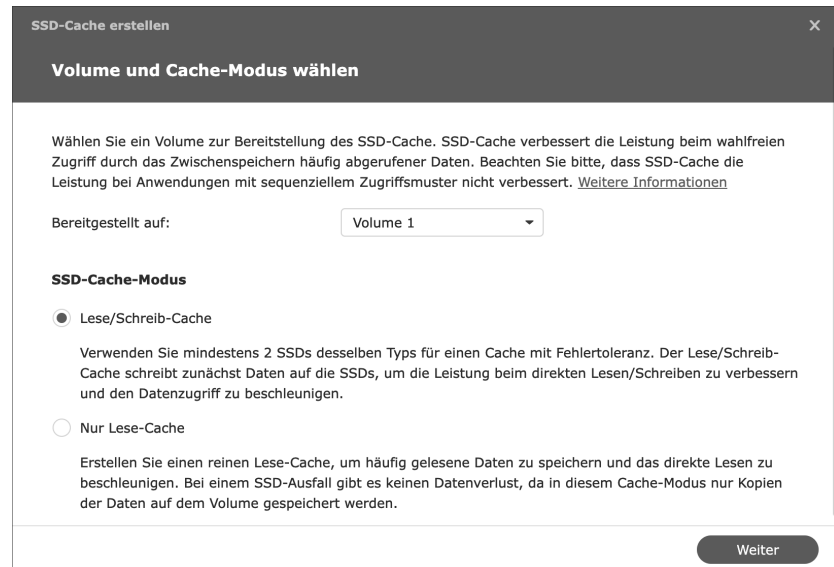 SSD-Cache erstellen
Volume und Cache-Modus wählen
Wählen Sie ein Volume zur Bereitstellung des SSD-Cache. SSD-Cache verbessert die Leistung beim wahlfreien
Zugriff durch das Zwischenspeichern häufig abgerufener Daten. Beachten Sie bitte, dass SSD-Cache die
Leistung bei Anwendungen mit sequenziellem Zugriffsmuster nicht verbessert. Weitere Informationen
Bereitgestellt auf: Volume 1
SSD-Cache-Modus
Lese/Schreib-Cache
Verwenden Sie mindestens 2 SSDs desselben Typs für einen Cache mit Fehlertoleranz. Der Lese/Schreib-
Cache schreibt zunächst Daten auf die SSDs, um die Leistung beim direkten Lesen/Schreiben zu verbessern
und den Datenzugriff zu beschleunigen.
Nur Lese-Cache
Erstellen Sie einen reinen Lese-Cache, um häufig gelesene Daten zu speichern und das direkte Lesen zu
beschleunigen. Bei einem SSD-Ausfall gibt es keinen Datenverlust, da in diesem Cache-Modus nur Kopien
der Daten auf dem Volume gespeichert werden.
Weiter